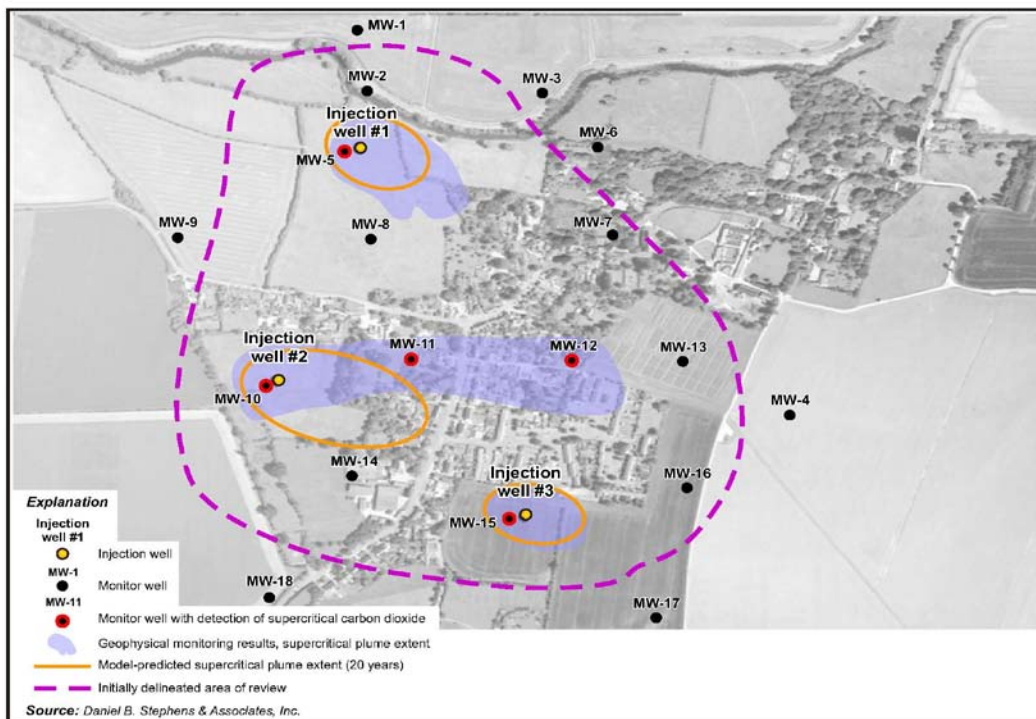 MW-1
MW-2
MW-3
Injection
well #1
MW-6
MW-5
MW-9
MW-8
MW-7
Injection
well #2
MW-11
MW-12
MW-13
MW-10
MW-4
MW-14
Injection
well #3
MW-16
MW-15
MW-18
MW-17
Explanation
Injection
well #1
Injection well
MW-1
Monitor well
MW-11
Monitor well with detection of supercritical carbon dioxide
Geophysical monitoring results, supercritical plume extent
Model-predicted supercritical plume extent (20 years)
Initially delineated area of review
Source: Daniel B. Stephens & Associates, Inc.